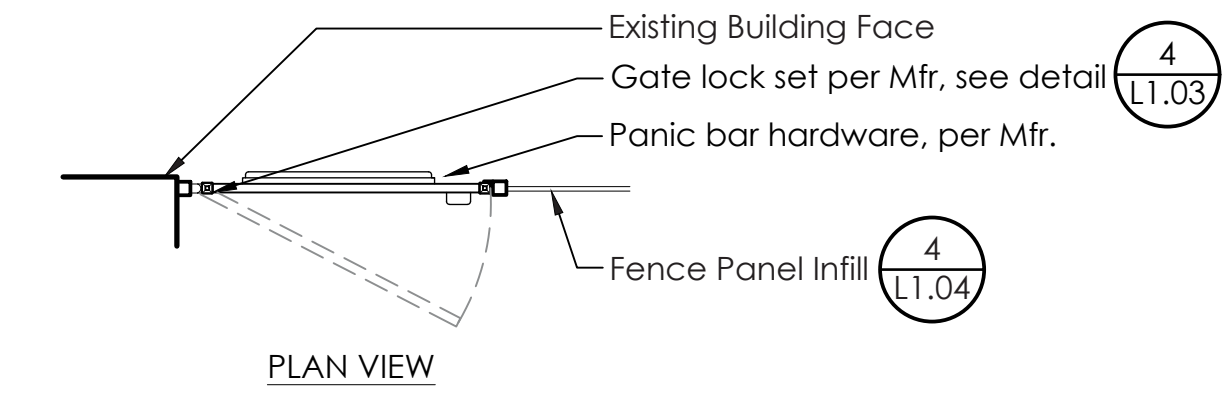 Existing Building Face
Gate lock set per Mfr, see detail
4
L1.03
Panic bar hardware, per Mfr.
Fence Panel Infill
4
L1.04
PLAN VIEW